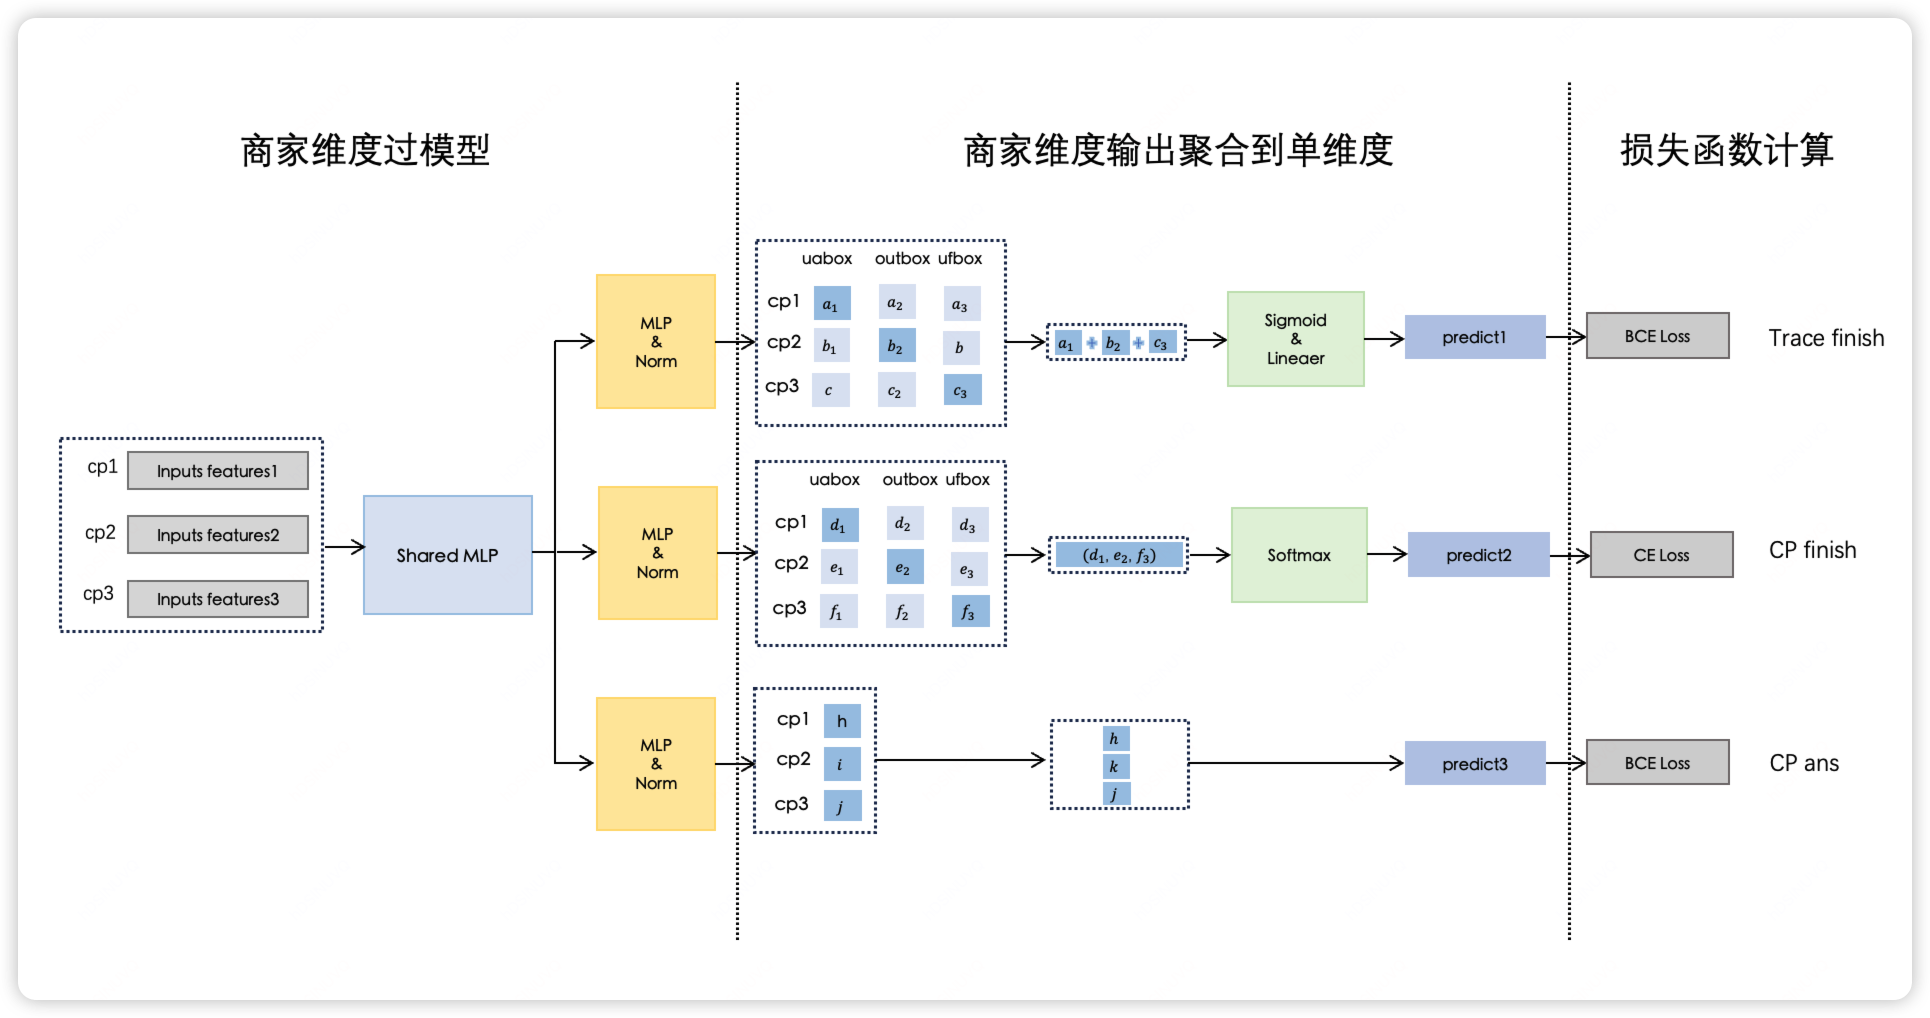 商家维度过模型
商家维度输出聚合到单维度
损失函数计算
cp1 Inputs features1
cp2 Inputs features2
cp3 Inputs features3
Shared MLP
MLP
&
Norm
uabox outbox ufbox
cp1 a₁ a₂ a₃
cp2 b₁ b₂ b
cp3 c c₂ c₃
a₁ + b₂ + c₃
Sigmoid
&
Lineaer
predict1
BCE Loss
Trace finish
MLP
&
Norm
uabox outbox ufbox
cp1 d₁ d₂ d₃
cp2 e₁ e₂ e₃
cp3 f₁ f₂ f₃
(d₁, e₂, f₃)
Softmax
predict2
CE Loss
CP finish
MLP
&
Norm
cp1 h
cp2 i
cp3 j
h
k
j
predict3
BCE Loss
CP ans